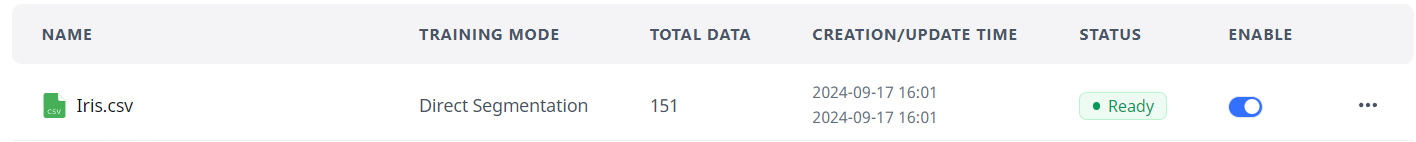 NAME TRAINING MODE TOTAL DATA CREATION/UPDATE TIME STATUS ENABLE
CSV Iris.csv Direct Segmentation 151 2024-09-17 16:01 Ready
2024-09-17 16:01